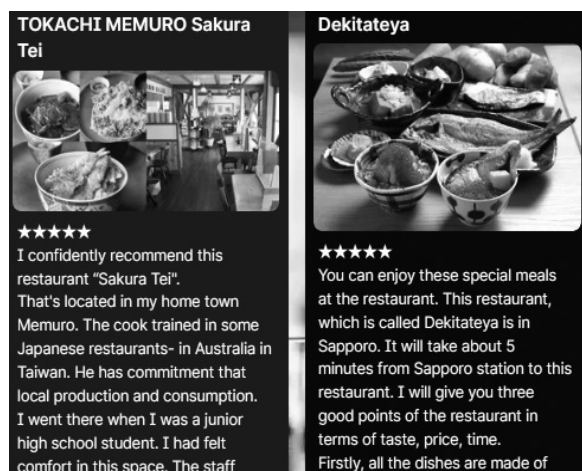 TOKACHI MEMURO Sakura
Tei
★★★★★
I confidently recommend this
restaurant “Sakura Tei".
That's located in my home town
Memuro. The cook trained in some
Japanese restaurants- in Australia in
Taiwan. He has commitment that
local production and consumption.
I went there when I was a junior
high school student. I had felt
comfort in this space. The staff
Dekitateya
★★★★★
You can enjoy these special meals
at the restaurant. This restaurant,
which is called Dekitateya is in
Sapporo. It will take about 5
minutes from Sapporo station to this
restaurant. I will give you three
good points of the restaurant in
terms of taste, price, time.
Firstly, all the dishes are made of